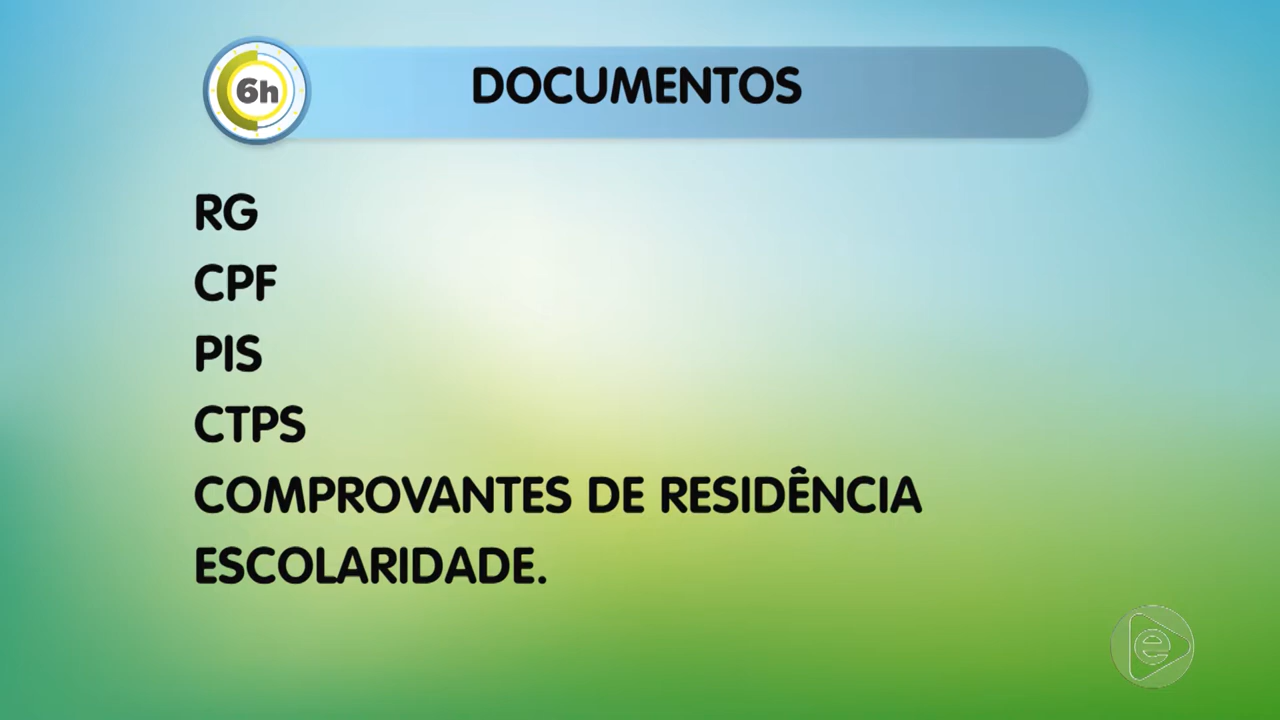 6h
DOCUMENTOS
RG
CPF
PIS
CTPS
COMPROVANTES DE RESIDÊNCIA
ESCOLARIDADE.
e